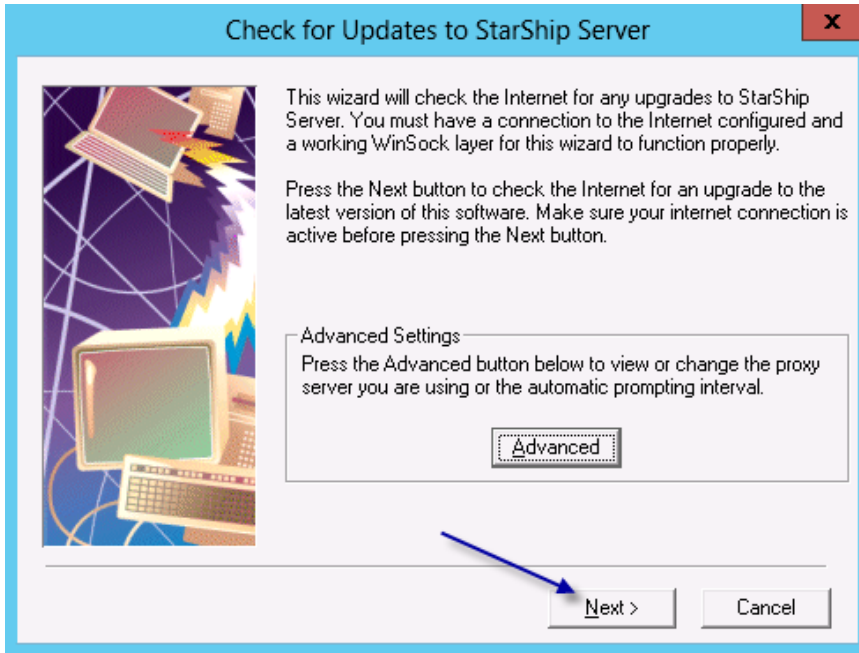 Check for Updates to StarShip Server
x
This wizard will check the Internet for any upgrades to StarShip
Server. You must have a connection to the Internet configured and
a working WinSock layer for this wizard to function properly.
Press the Next button to check the Internet for an upgrade to the
latest version of this software. Make sure your internet connection is
active before pressing the Next button.
Advanced Settings
Press the Advanced button below to view or change the proxy
server you are using or the automatic prompting interval.
Advanced
Next > Cancel